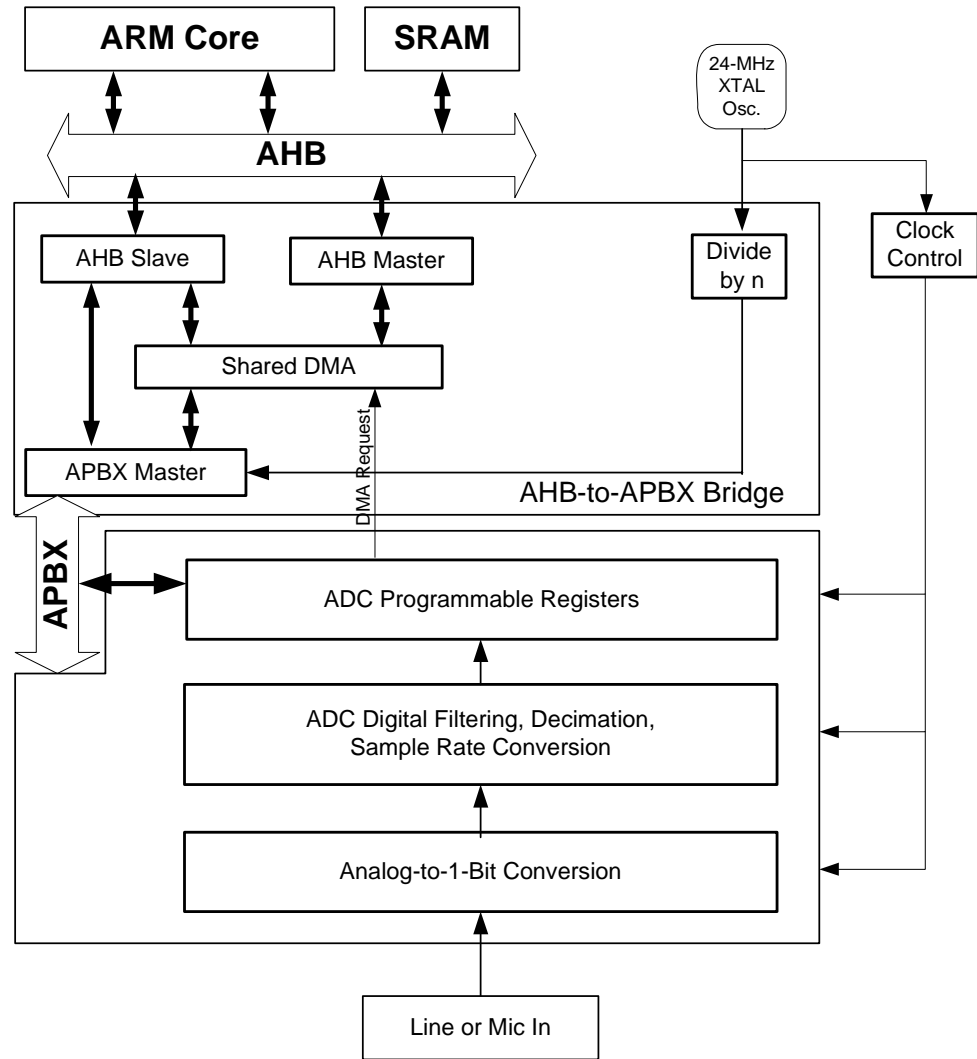 ARM Core
SRAM
24-MHz
XTAL
Osc.
AHB
AHB Slave
AHB Master
Divide
by n
Clock
Control
Shared DMA
DMA Request
APBX Master
AHB-to-APBX Bridge
APBX
ADC Programmable Registers
ADC Digital Filtering, Decimation,
Sample Rate Conversion
Analog-to-1-Bit Conversion
Line or Mic In